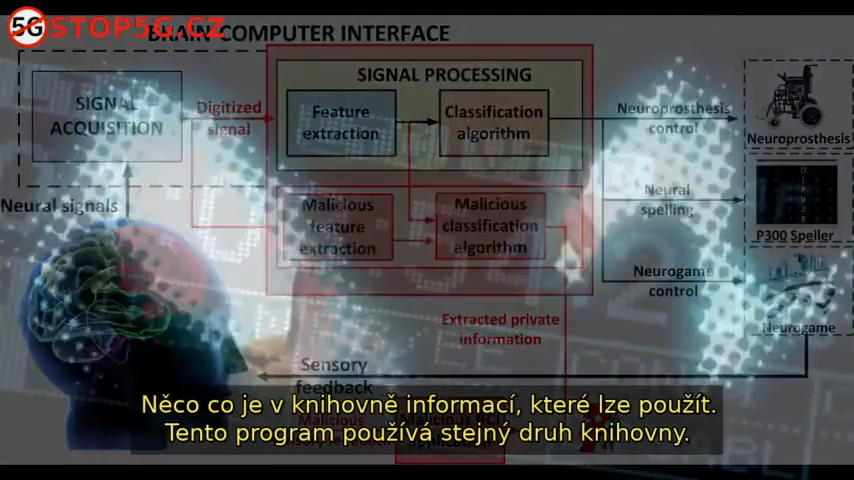 5G STOP5G.CZ
BRAIN-COMPUTER INTERFACE
SIGNAL PROCESSING
SIGNAL
ACQUISITION
Digitized
signal
Feature
extraction
Classification
algorithm
Neuroprosthesis
control
Neuroprosthesis
Neural signals
Malicious
feature
extraction
Malicious
classification
algorithm
Neural
spelling
P300 Speller
Neurogame
control
Neurogame
Extracted private
information
Sensory
feedback
Něco co je v knihovně informací, které lze použít.
Tento program používá stejný druh knihovny.